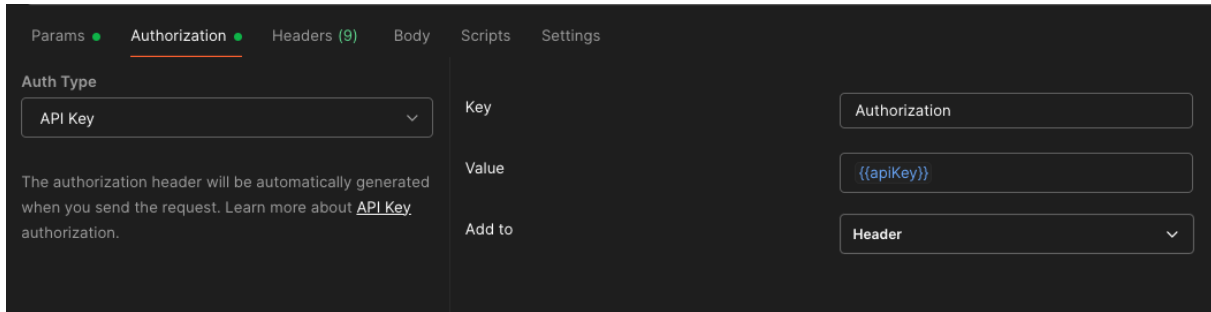 Params Authorization Headers (9) Body Scripts Settings
Auth Type
API Key
The authorization header will be automatically generated
when you send the request. Learn more about API Key
authorization.
Key
Authorization
Value
{{apiKey}}
Add to
Header